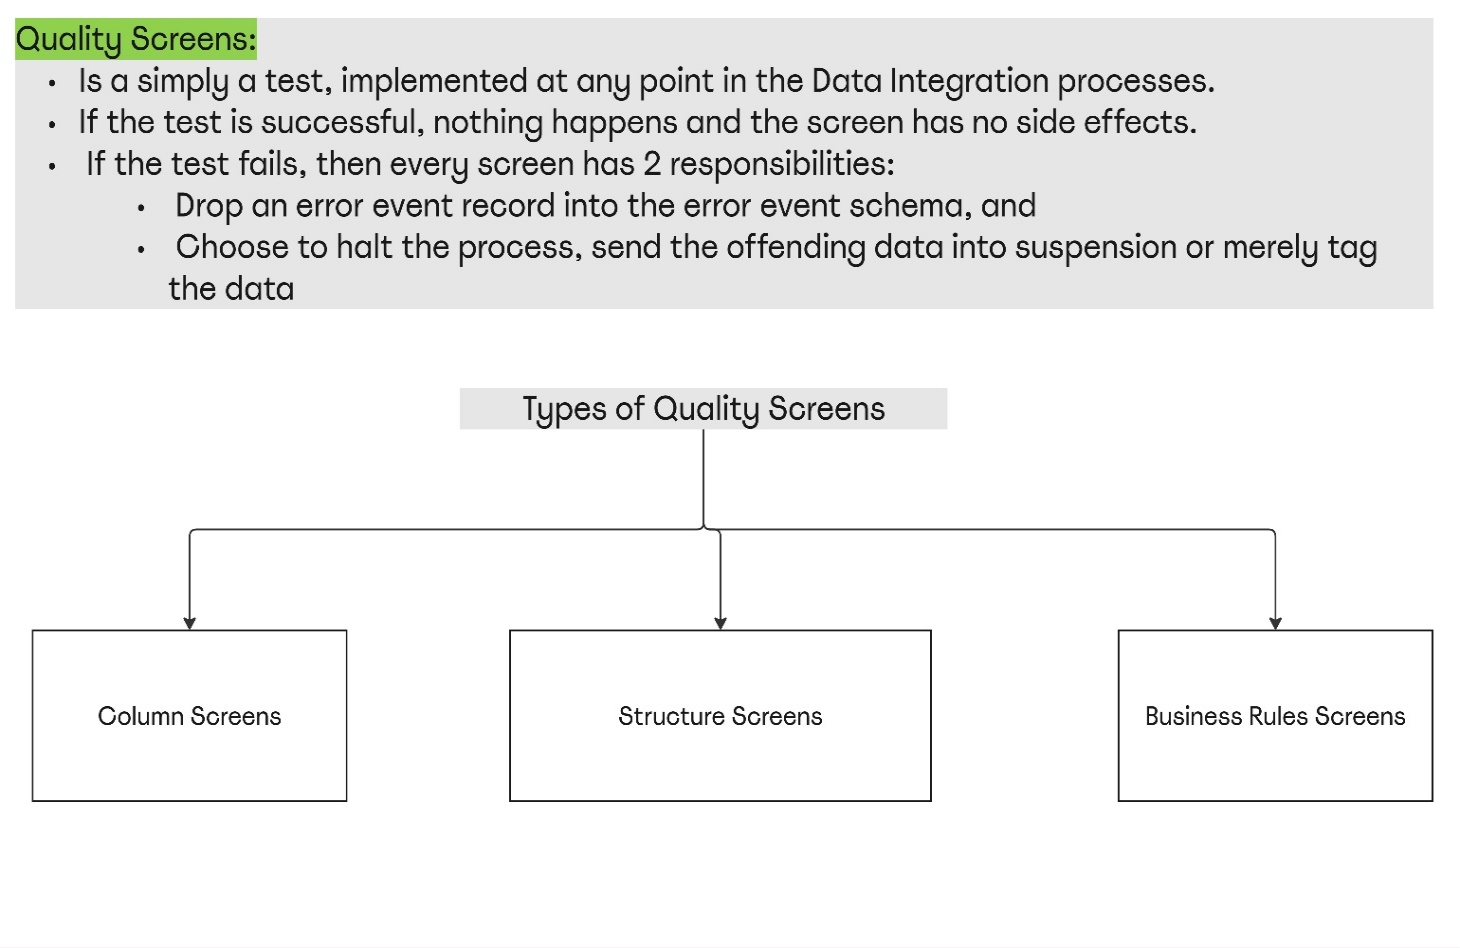 Quality Screens:
• Is a simply a test, implemented at any point in the Data Integration processes.
• If the test is successful, nothing happens and the screen has no side effects.
• If the test fails, then every screen has 2 responsibilities:
• Drop an error event record into the error event schema, and
• Choose to halt the process, send the offending data into suspension or merely tag
the data
Types of Quality Screens
Column Screens
Structure Screens
Business Rules Screens